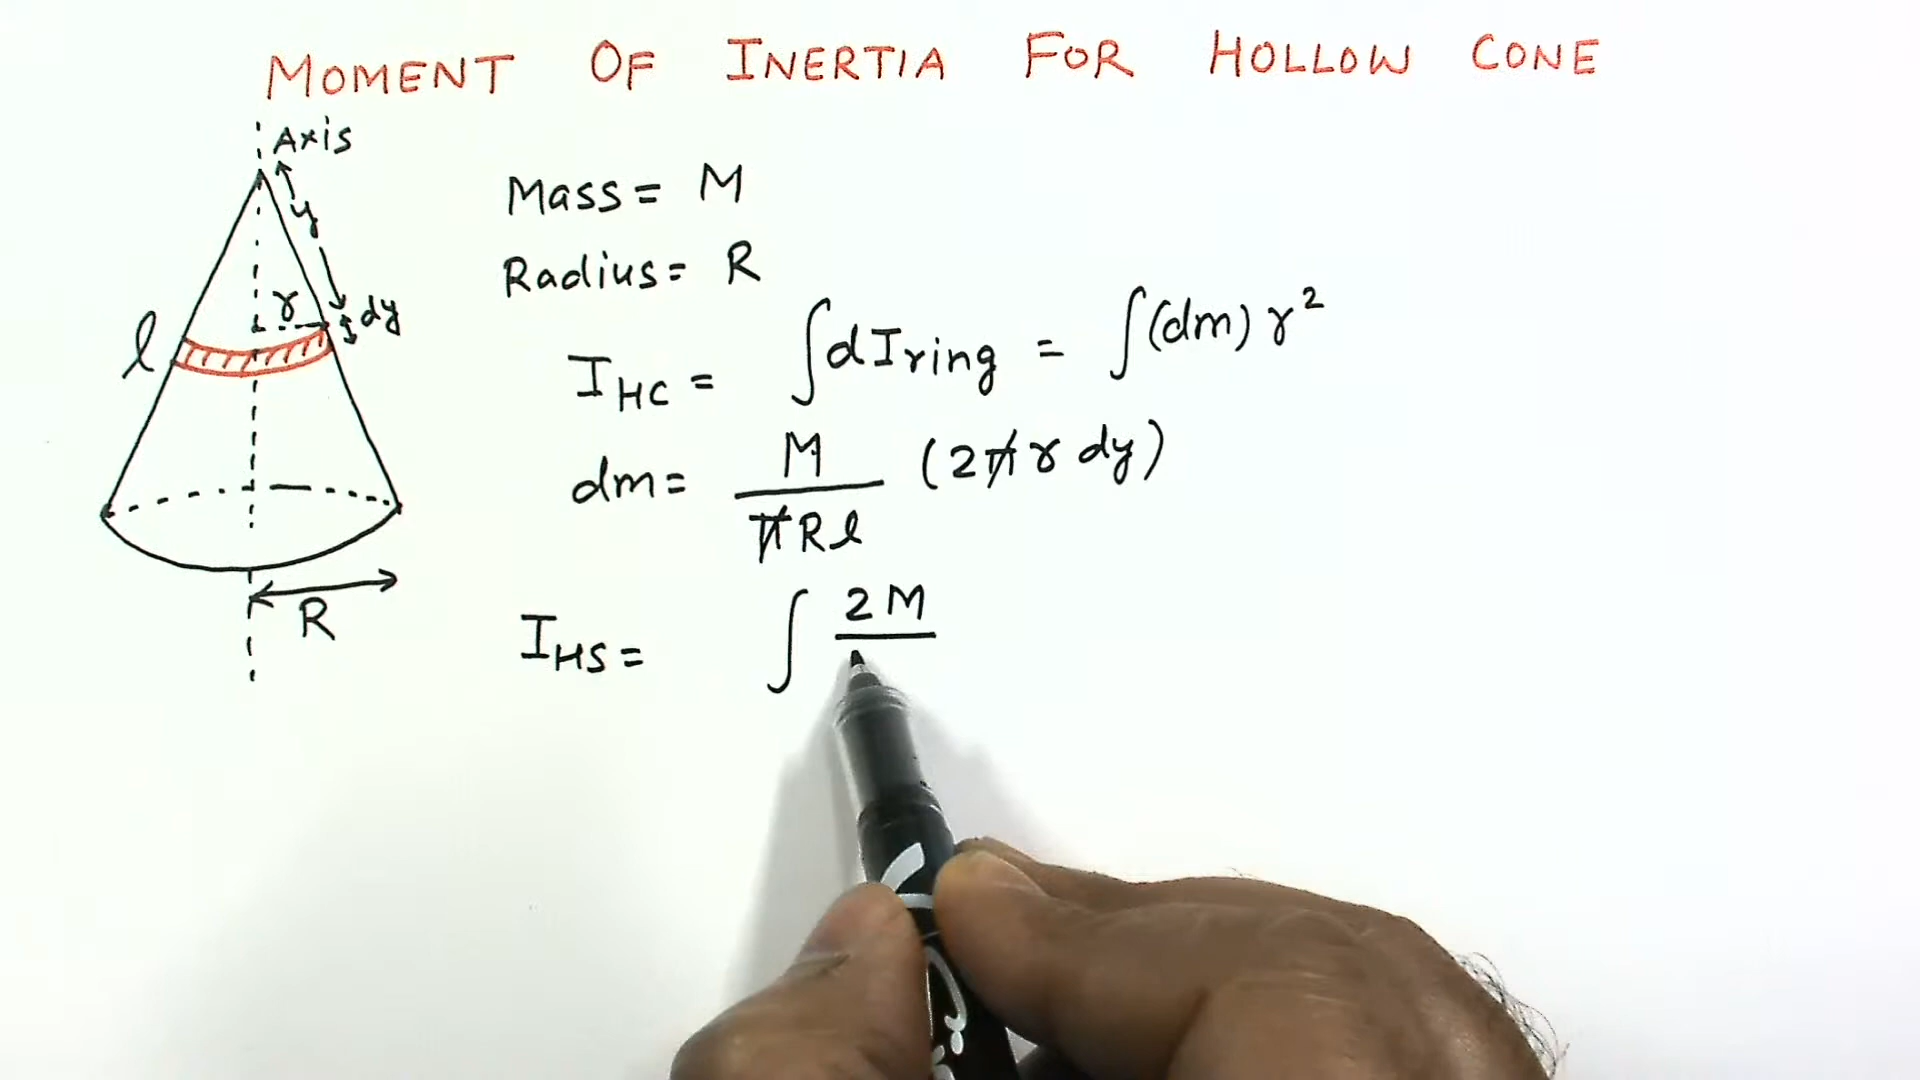 MOMENT OF INERTIA FOR HOLLOW CONE
Axis
y
r
dy
l
R
Mass = M
Radius = R
I_HC = ∫dI_ring = ∫(dm) r²
dm = M/πRl (2πr dy)
I_HS = ∫ 2M